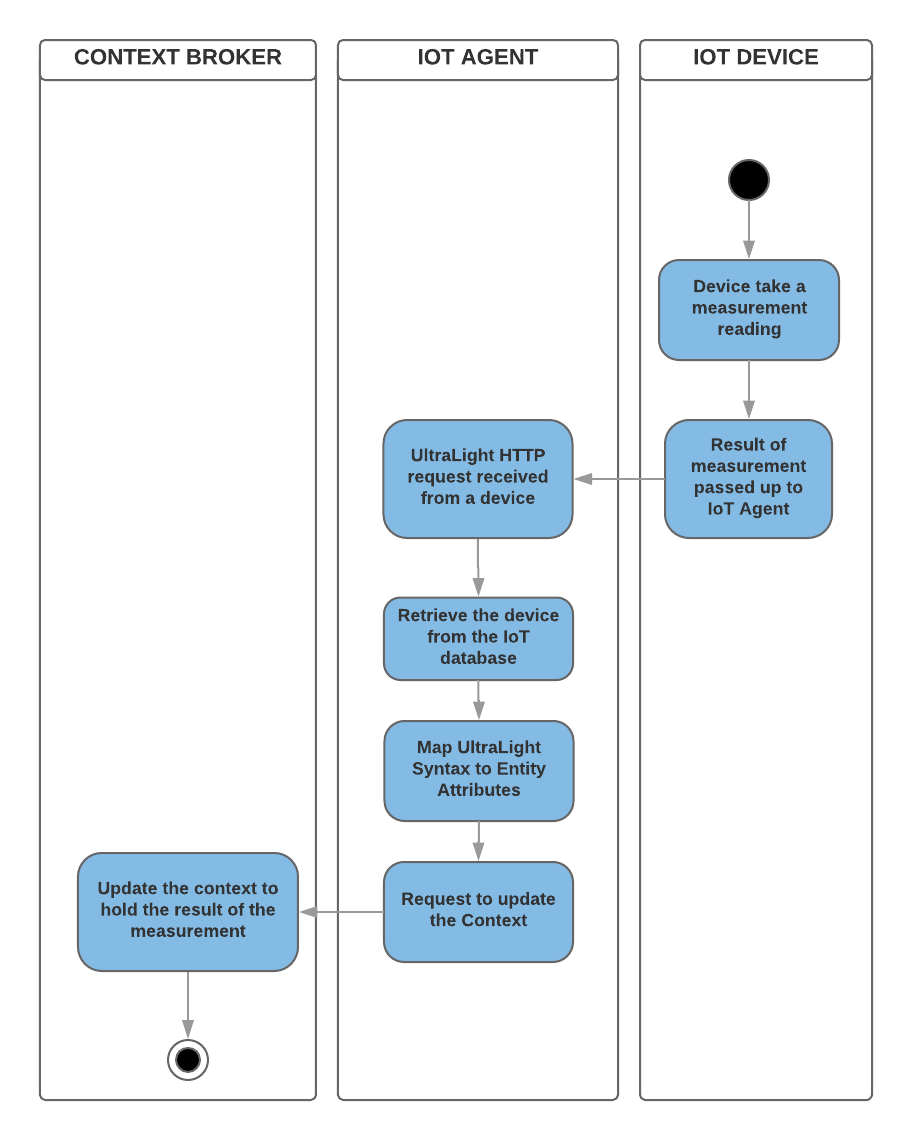 CONTEXT BROKER
IOT AGENT
IOT DEVICE
Device take a
measurement
reading
Result of
measurement
passed up to
IoT Agent
UltraLight HTTP
request received
from a device
Retrieve the device
from the IoT
database
Map UltraLight
Syntax to Entity
Attributes
Request to update
the Context
Update the context to
hold the result of the
measurement